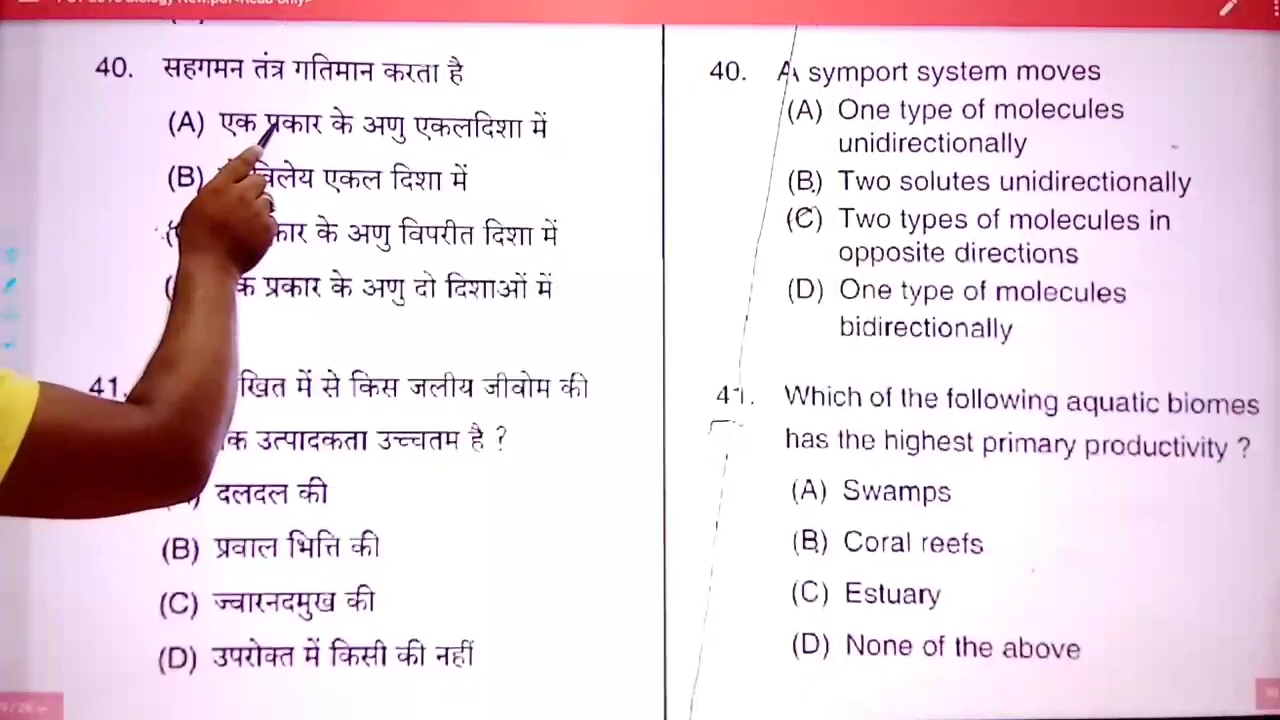 40. सहगमन तंत्र गतिमान करता है
(A) एक प्रकार के अणु एकलदिशा में
(B) विलेय एकल दिशा में
के अणु विपरीत दिशा में
प्रकार के अणु दो दिशाओं में
41. में से किस जलीय जीवोम की
उत्पादकता उच्चतम है ?
दलदल की
(B) प्रवाल भित्ति की
(C) ज्वारनदमुख की
(D) उपरोक्त में किसी की नहीं
40. A symport system moves
(A) One type of molecules
unidirectionally
(B) Two solutes unidirectionally
(C) Two types of molecules in
opposite directions
(D) One type of molecules
bidirectionally
41. Which of the following aquatic biomes
has the highest primary productivity ?
(A) Swamps
(B) Coral reefs
(C) Estuary
(D) None of the above